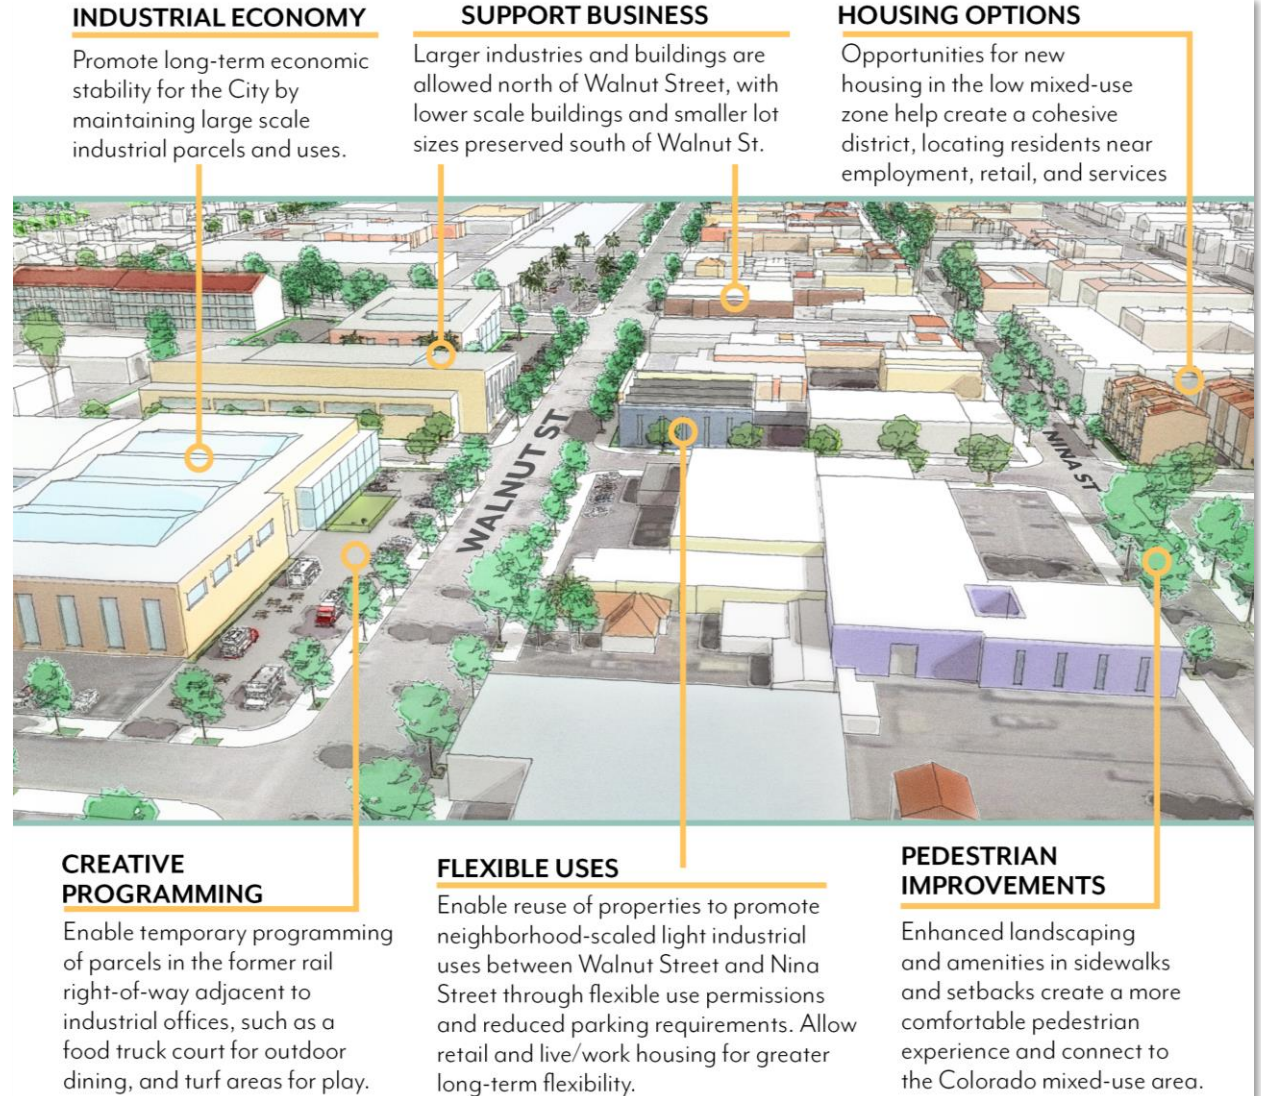 INDUSTRIAL ECONOMY
Promote long-term economic
stability for the City by
maintaining large scale
industrial parcels and uses.
SUPPORT BUSINESS
Larger industries and buildings are
allowed north of Walnut Street, with
lower scale buildings and smaller lot
sizes preserved south of Walnut St.
HOUSING OPTIONS
Opportunities for new
housing in the low mixed-use
zone help create a cohesive
district, locating residents near
employment, retail, and services
WALNUT ST
NINA ST
CREATIVE
PROGRAMMING
Enable temporary programming
of parcels in the former rail
right-of-way adjacent to
industrial offices, such as a
food truck court for outdoor
dining, and turf areas for play.
FLEXIBLE USES
Enable reuse of properties to promote
neighborhood-scaled light industrial
uses between Walnut Street and Nina
Street through flexible use permissions
and reduced parking requirements. Allow
retail and live/work housing for greater
long-term flexibility.
PEDESTRIAN
IMPROVEMENTS
Enhanced landscaping
and amenities in sidewalks
and setbacks create a more
comfortable pedestrian
experience and connect to
the Colorado mixed-use area.